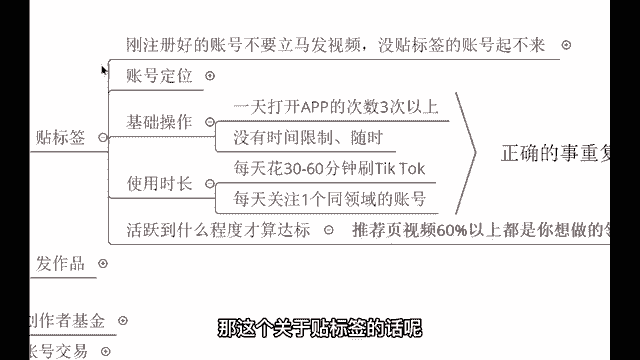 刚注册好的账号不要立马发视频，没贴标签的账号起不来
账号定位
贴标签
基础操作
一天打开APP的次数3次以上
没有时间限制、随时
使用时长
每天花30-60分钟刷Tik Tok
每天关注1个同领域的账号
正确的事重复
活跃到什么程度才算达标
推荐页视频60%以上都是你想做的领
发作品
创作者基金
账号交易
那这个关于贴标签的话呢